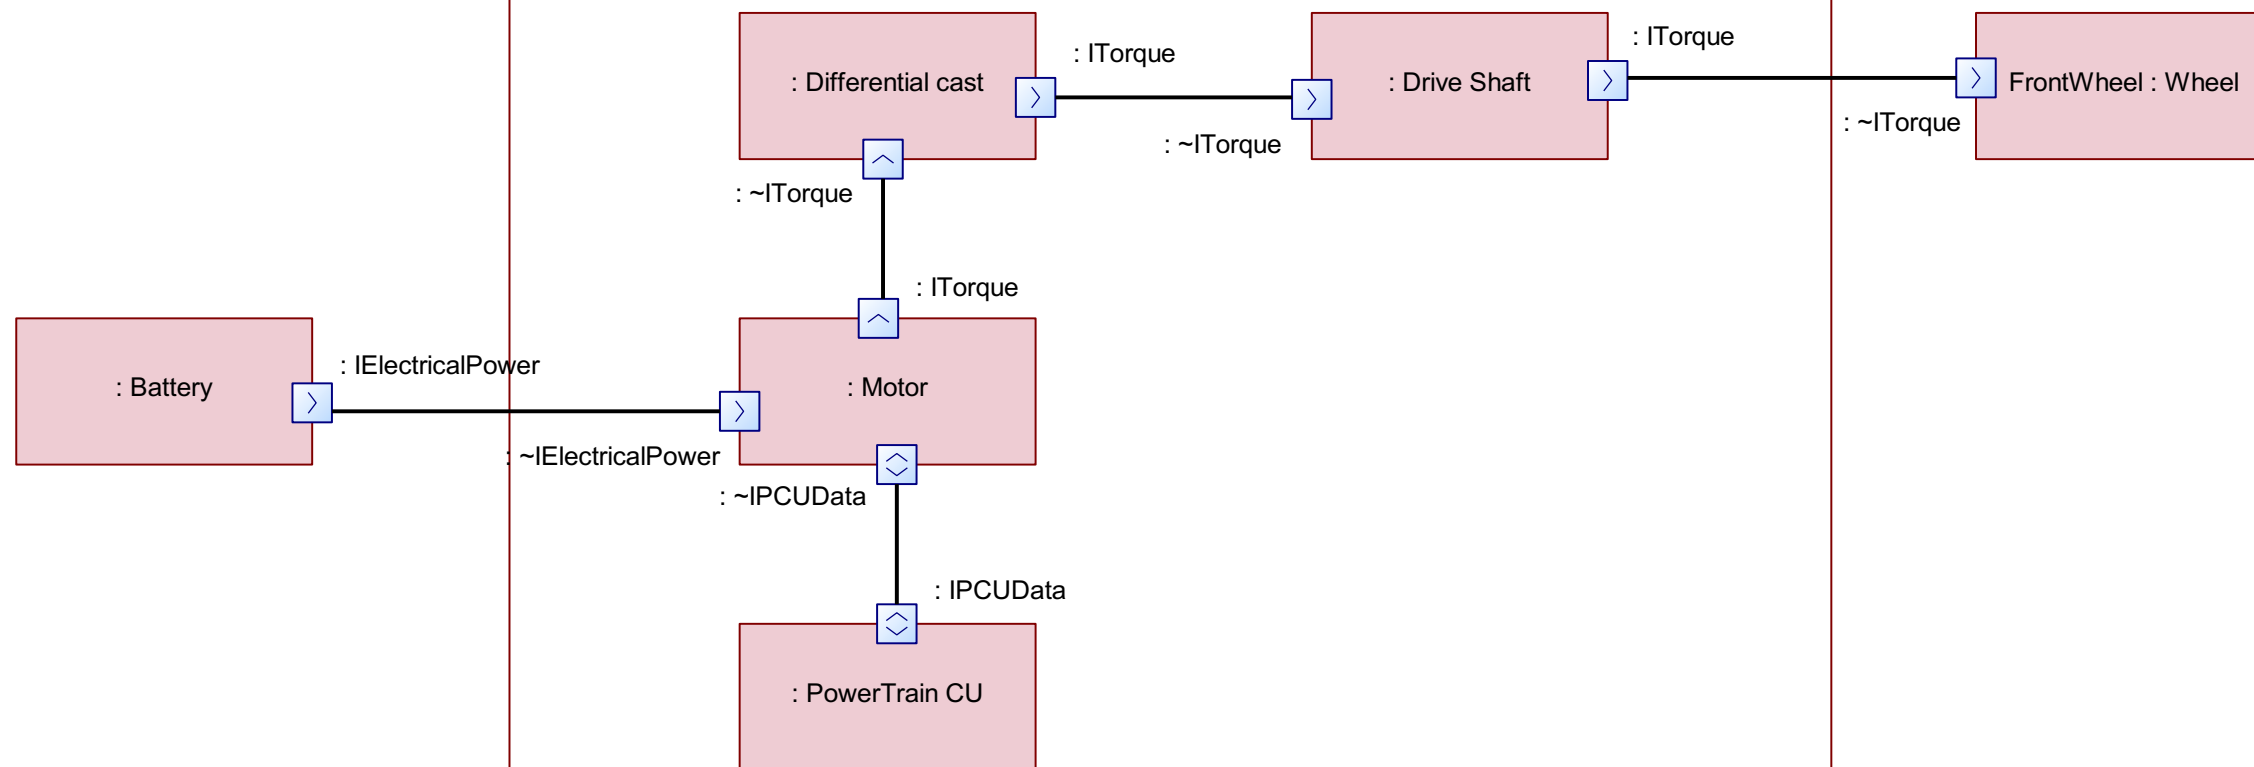 : ITorque
: ITorque
: Differential cast
: Drive Shaft
FrontWheel : Wheel
: ~ITorque
: ~ITorque
: ~ITorque
: ITorque
: IElectricalPower
: Battery
: Motor
: ~IElectricalPower
: ~IPCUData
: IPCUData
: PowerTrain CU